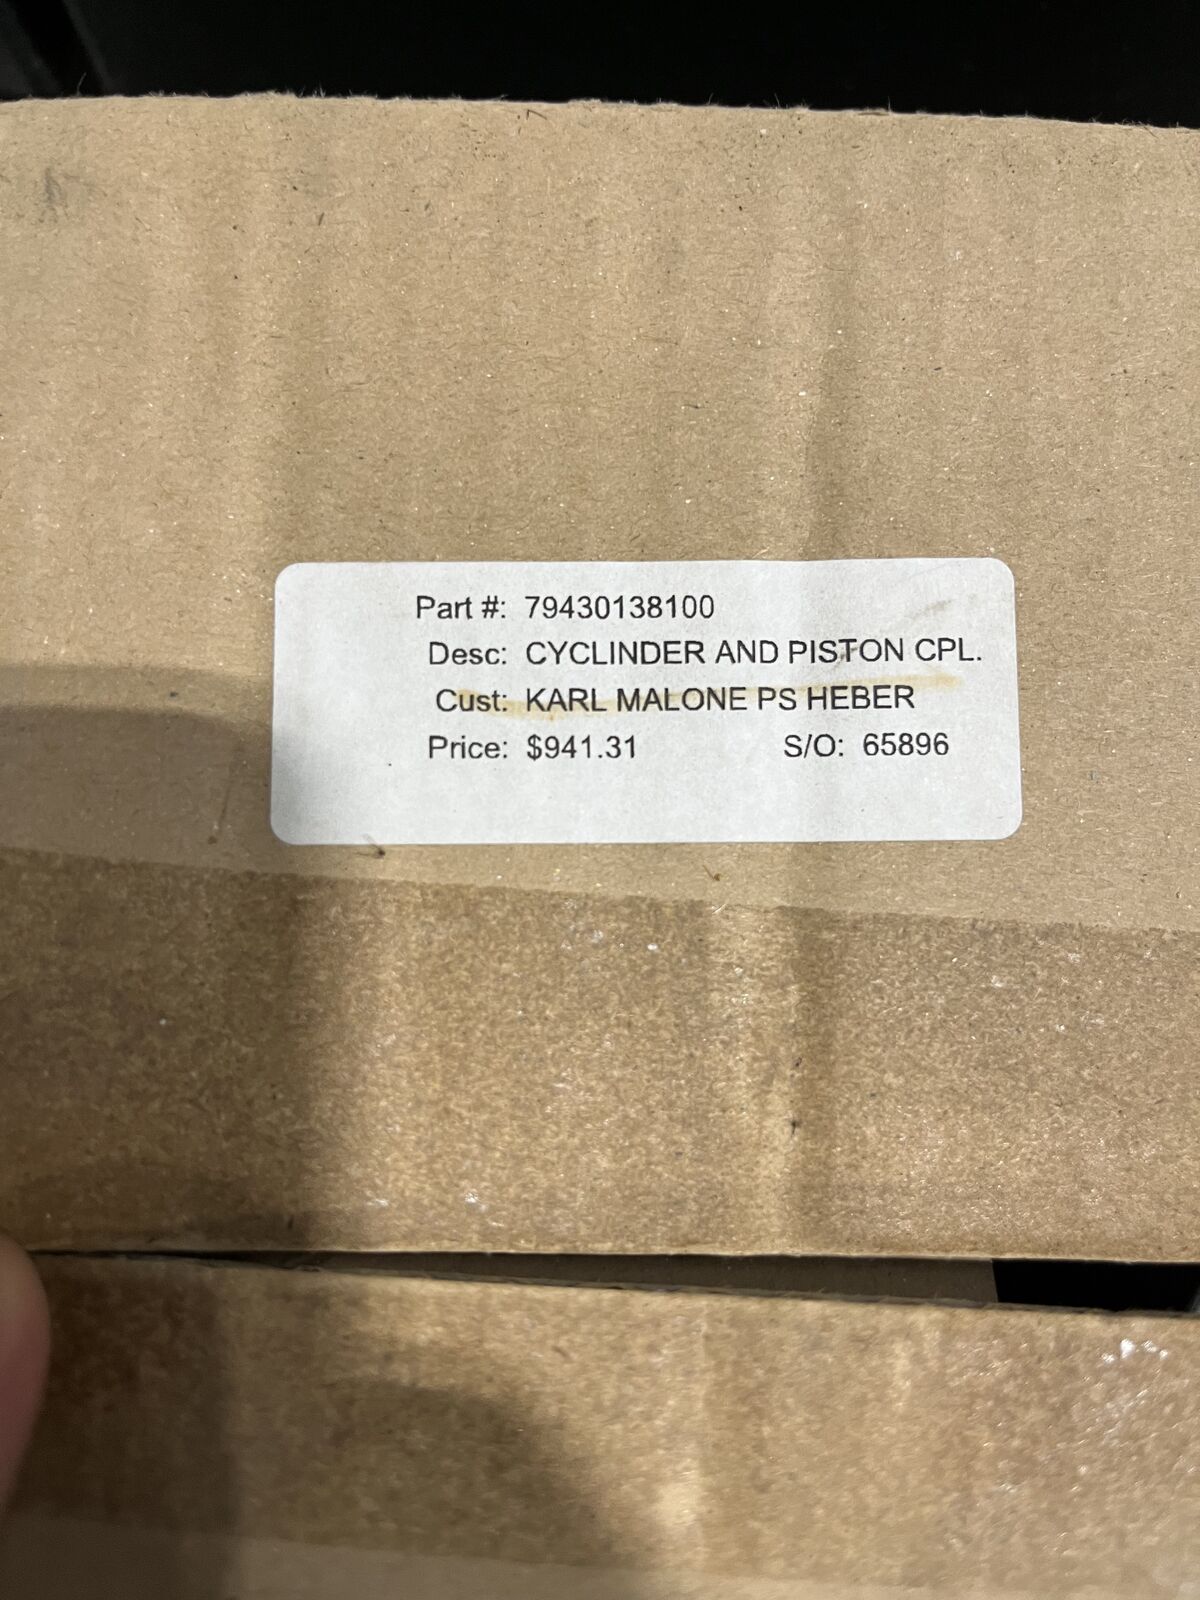 Part #: 79430138100
Desc: CYCLINDER AND PISTON CPL.
Cust: KARL MALONE PS HEBER
Price: $941.31 S/O: 65896